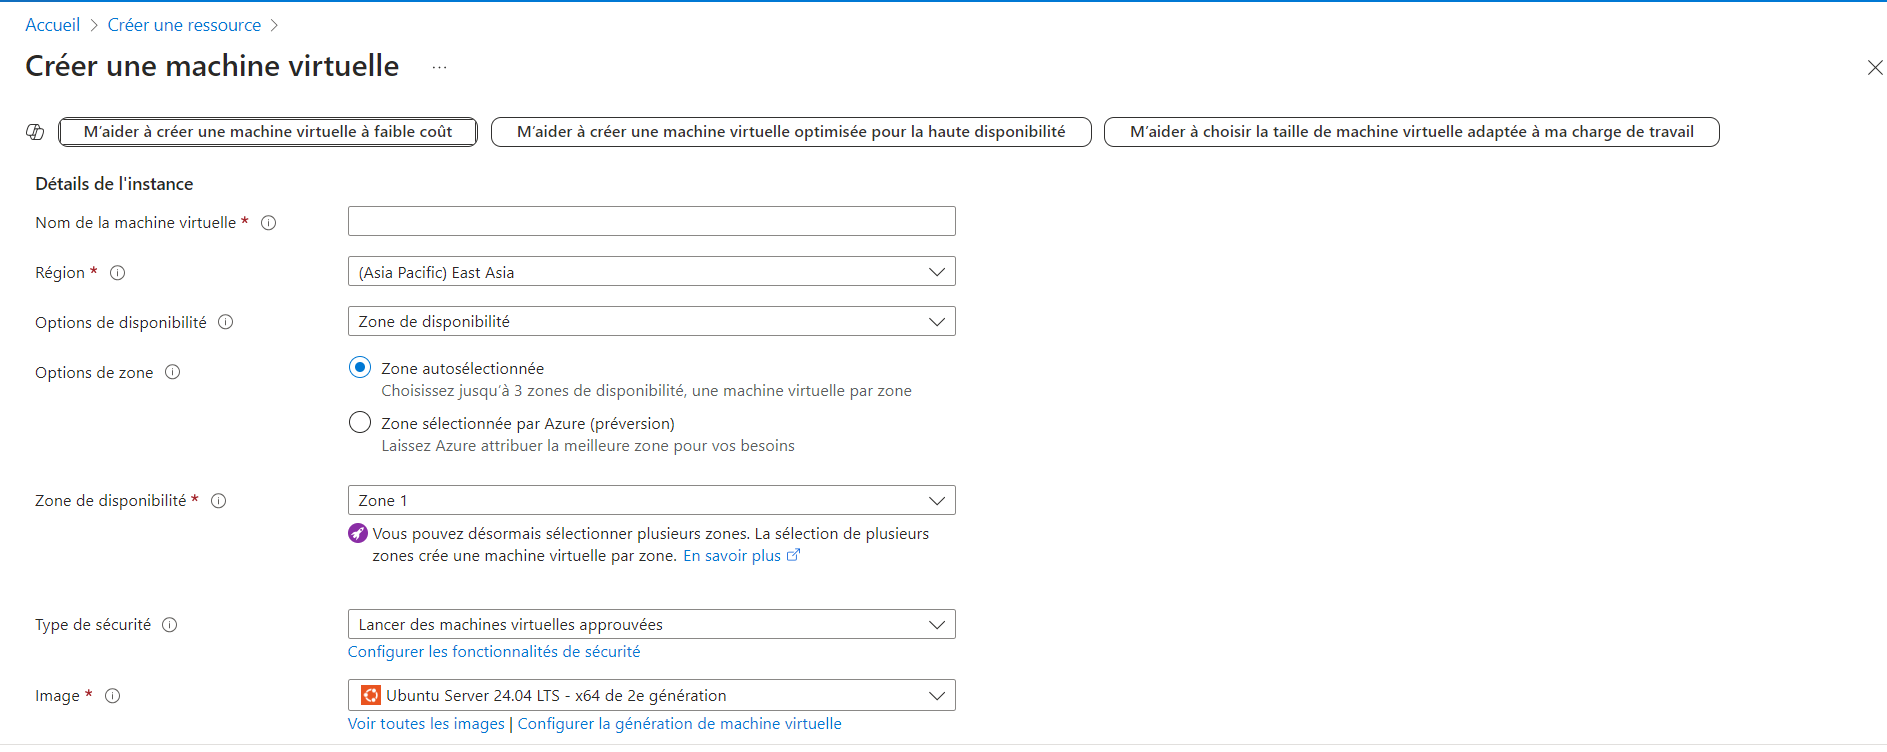 Accueil > Créer une ressource >
Créer une machine virtuelle ...
M'aider à créer une machine virtuelle à faible coût
M'aider à créer une machine virtuelle optimisée pour la haute disponibilité
M'aider à choisir la taille de machine virtuelle adaptée à ma charge de travail
Détails de l'instance
Nom de la machine virtuelle *
Région *
(Asia Pacific) East Asia
Options de disponibilité
Zone de disponibilité
Options de zone
Zone autosélectionnée
Choisissez jusqu'à 3 zones de disponibilité, une machine virtuelle par zone
Zone sélectionnée par Azure (préversion)
Laissez Azure attribuer la meilleure zone pour vos besoins
Zone de disponibilité *
Zone 1
Vous pouvez désormais sélectionner plusieurs zones. La sélection de plusieurs
zones crée une machine virtuelle par zone. En savoir plus
Type de sécurité
Lancer des machines virtuelles approuvées
Configurer les fonctionnalités de sécurité
Image *
Ubuntu Server 24.04 LTS - x64 de 2e génération
Voir toutes les images | Configurer la génération de machine virtuelle